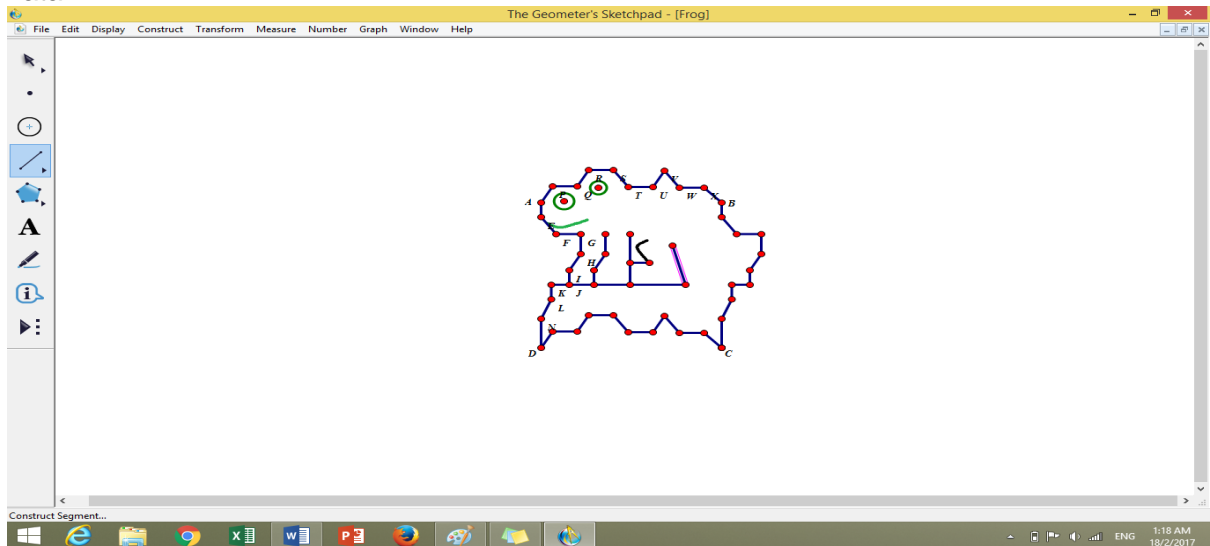 The Geometer's Sketchpad - [Frog]
File Edit Display Construct Transform Measure Number Graph Window Help
R S V
P Q T U W X
A B
E
F G
H
I
K J
L
N
D C
A
Construct Segment...
ENG 1:18 AM
18/2/2017